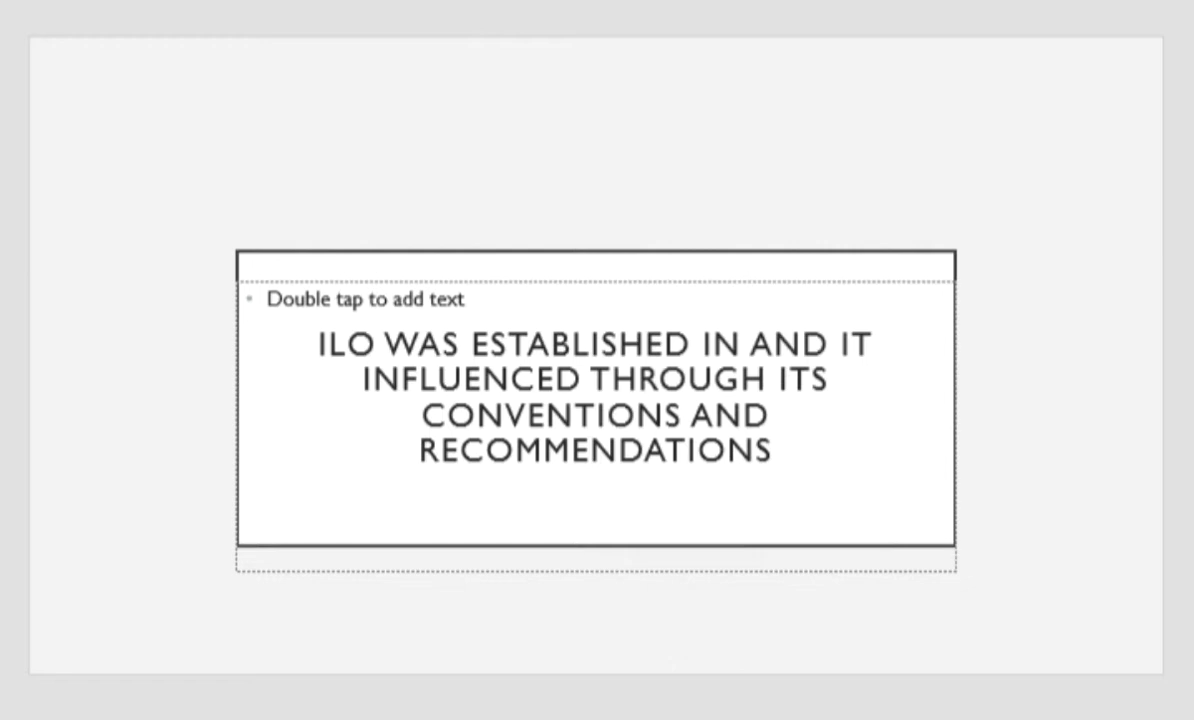 • Double tap to add text
ILO WAS ESTABLISHED IN AND IT
INFLUENCED THROUGH ITS
CONVENTIONS AND
RECOMMENDATIONS